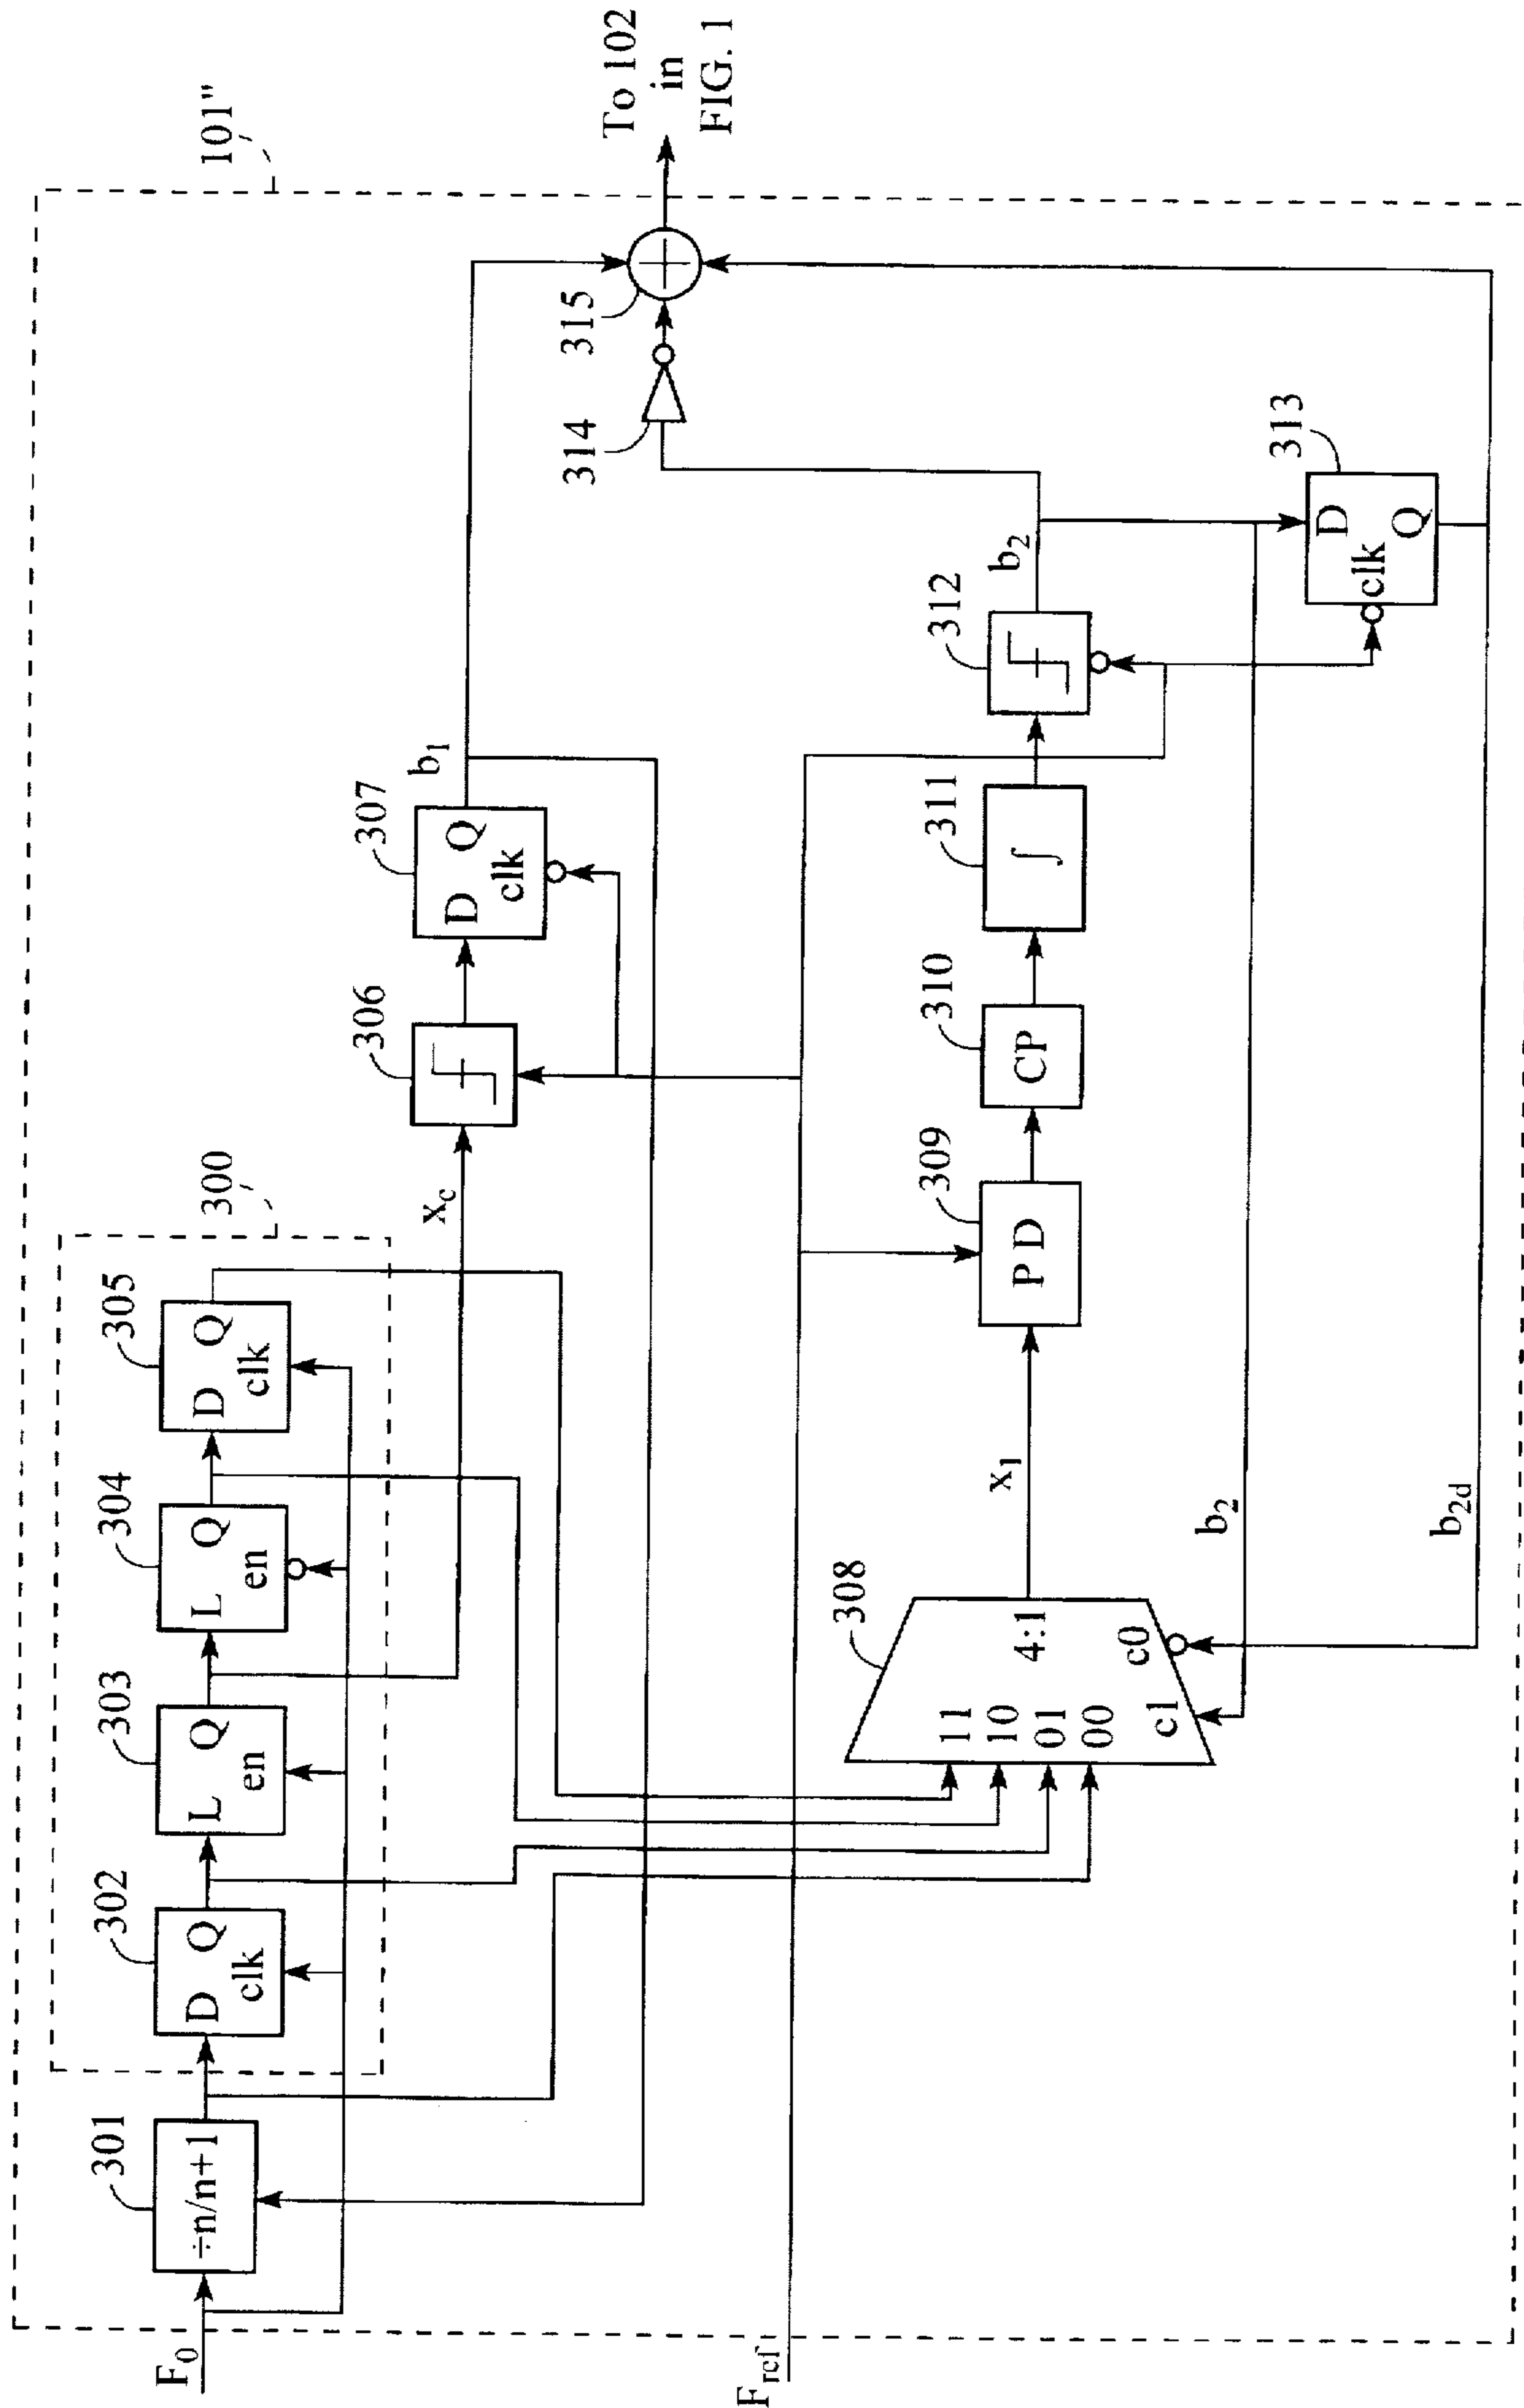 101"
300
301
÷n/n+1
F0
302
D Q
clk
303
L Q
en
304
L Q
en
305
D Q
clk
xc
306
307
D Q
clk
b1
To 102
in
FIG. 1
315
314
Fref
308
11
10
01
00
4:1
c1
c0
x1
309
PD
310
CP
311
∫
312
b2
313
D
clk
Q
b2
b2d